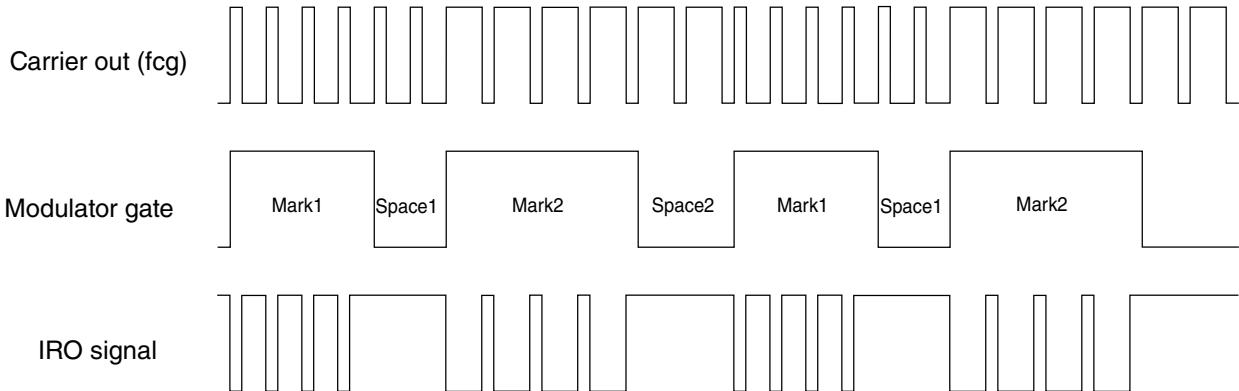 Carrier out (fcg)
Modulator gate
Mark1
Space1
Mark2
Space2
Mark1
Space1
Mark2
IRO signal